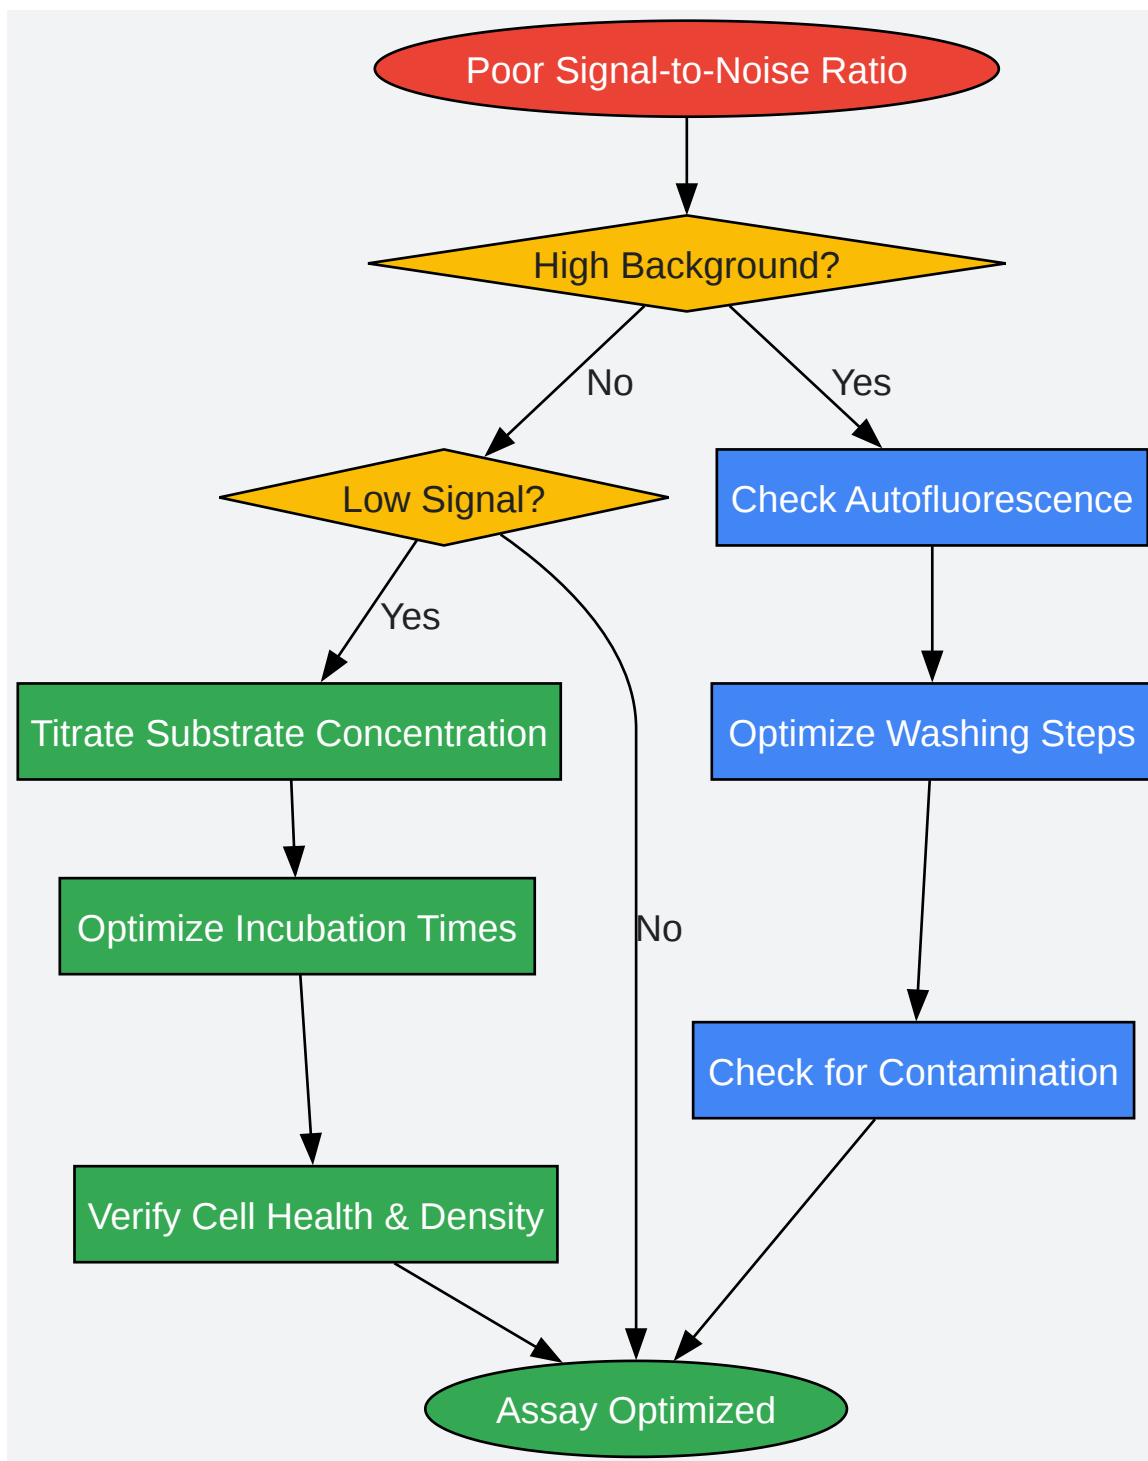 Poor Signal-to-Noise Ratio
High Background?
No
Yes
Low Signal?
Check Autofluorescence
Yes
Titrate Substrate Concentration
Optimize Washing Steps
Optimize Incubation Times
No
Check for Contamination
Verify Cell Health & Density
Assay Optimized